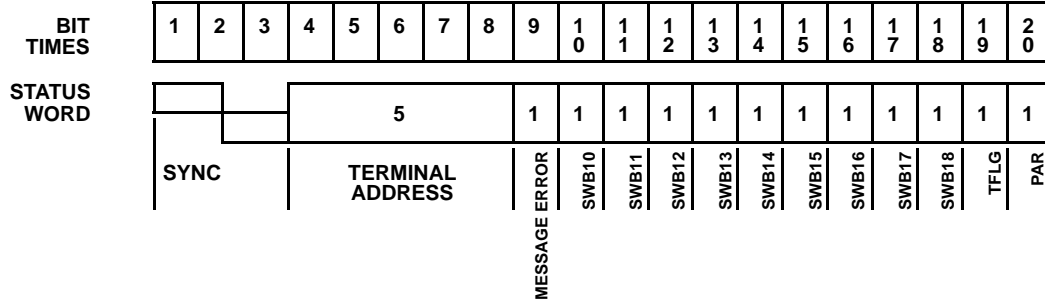 BIT TIMES 1 2 3 4 5 6 7 8 9 10 11 12 13 14 15 16 17 18 19 20
STATUS WORD 5 1 1 1 1 1 1 1 1 1 1 1 1
SYNC
TERMINAL
ADDRESS
MESSAGE ERROR
SWB10
SWB11
SWB12
SWB13
SWB14
SWB15
SWB16
SWB17
SWB18
TFLG
PAR